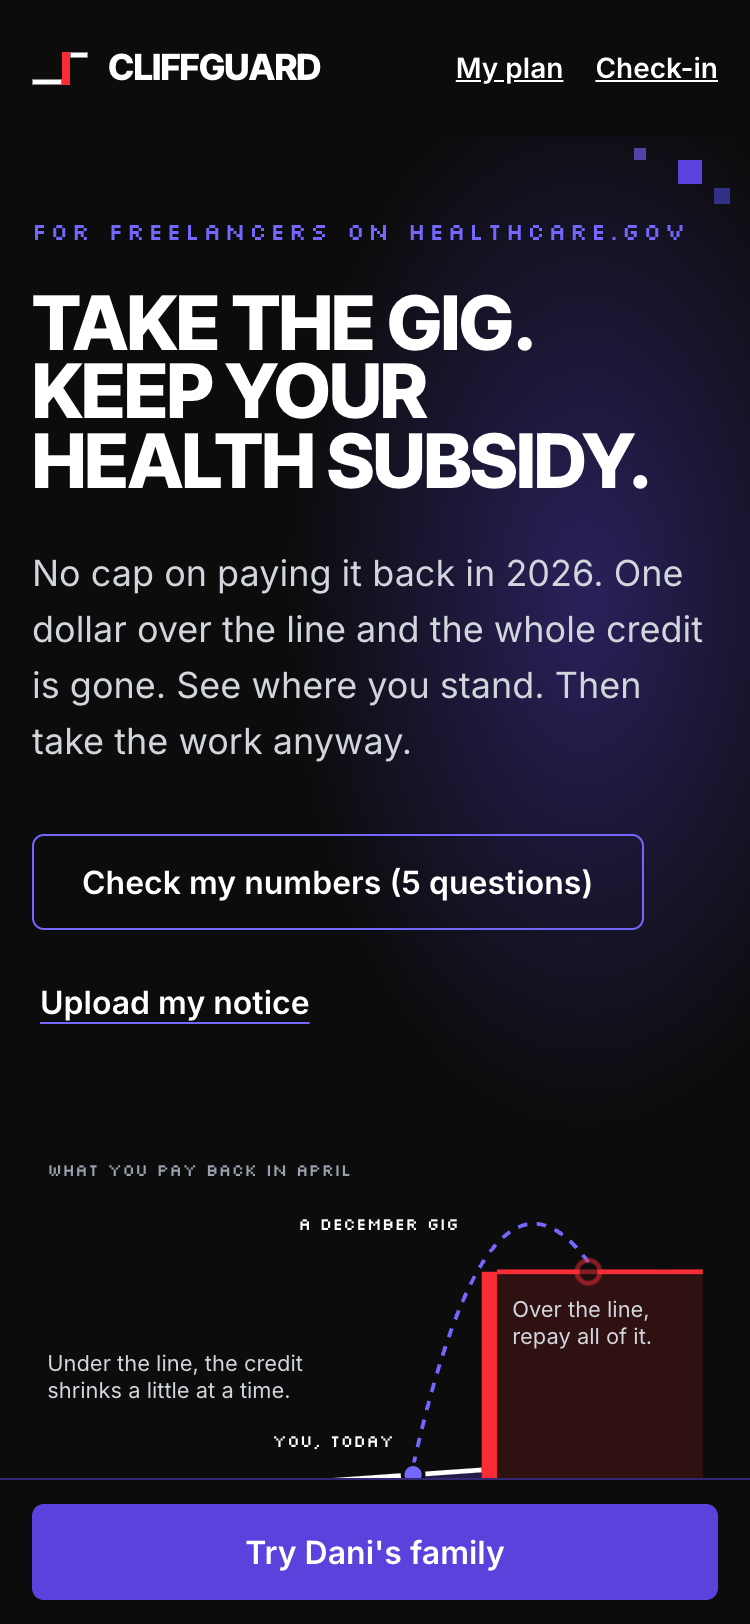 CLIFFGUARD
My plan
Check-in
FOR FREELANCERS ON HEALTHCARE.GOV
TAKE THE GIG.
KEEP YOUR
HEALTH SUBSIDY.
No cap on paying it back in 2026. One
dollar over the line and the whole credit
is gone. See where you stand. Then
take the work anyway.
Check my numbers (5 questions)
Upload my notice
WHAT YOU PAY BACK IN APRIL
A DECEMBER GIG
Over the line,
repay all of it.
Under the line, the credit
shrinks a little at a time.
YOU, TODAY
Try Dani's family